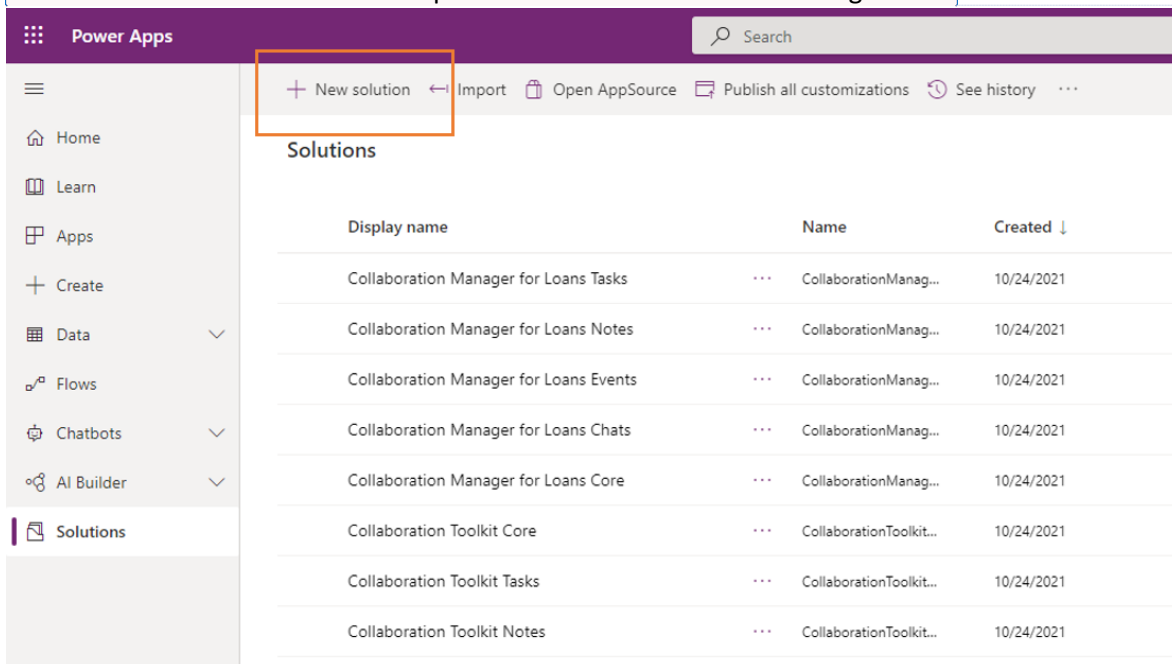 Power Apps
Search
New solution Import Open AppSource Publish all customizations See history ···
Home
Solutions
Learn
Display name Name Created ↓
Apps
Collaboration Manager for Loans Tasks ··· CollaborationManag... 10/24/2021
Create
Data
Collaboration Manager for Loans Notes ··· CollaborationManag... 10/24/2021
Flows
Collaboration Manager for Loans Events ··· CollaborationManag... 10/24/2021
Chatbots
Collaboration Manager for Loans Chats ··· CollaborationManag... 10/24/2021
AI Builder
Collaboration Manager for Loans Core ··· CollaborationManag... 10/24/2021
Solutions
Collaboration Toolkit Core ··· CollaborationToolkit... 10/24/2021
Collaboration Toolkit Tasks ··· CollaborationToolkit... 10/24/2021
Collaboration Toolkit Notes ··· CollaborationToolkit... 10/24/2021